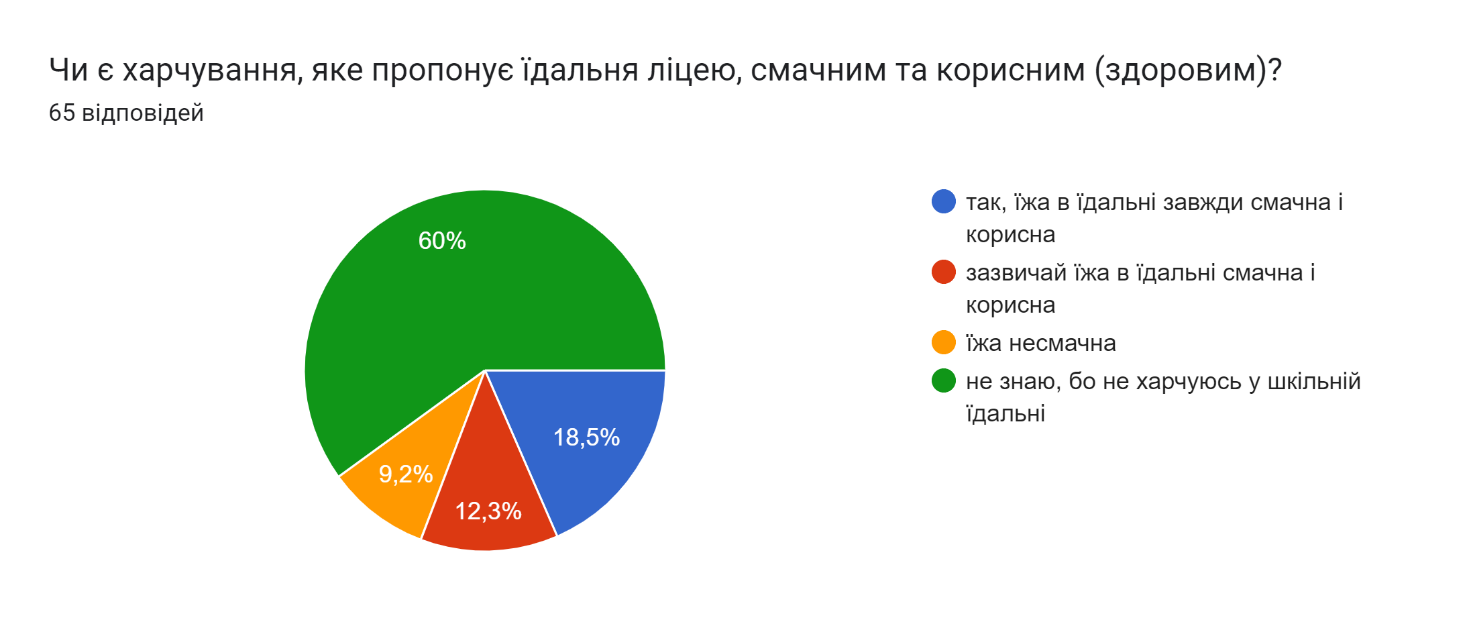 Чи є харчування, яке пропонує їдальня ліцею, смачним та корисним (здоровим)?
65 відповідей
так, їжа в їдальні завжди смачна і
корисна
зазвичай їжа в їдальні смачна і
корисна
їжа несмачна
не знаю, бо не харчуюсь у шкільній
їдальні
60%
18,5%
9,2%
12,3%